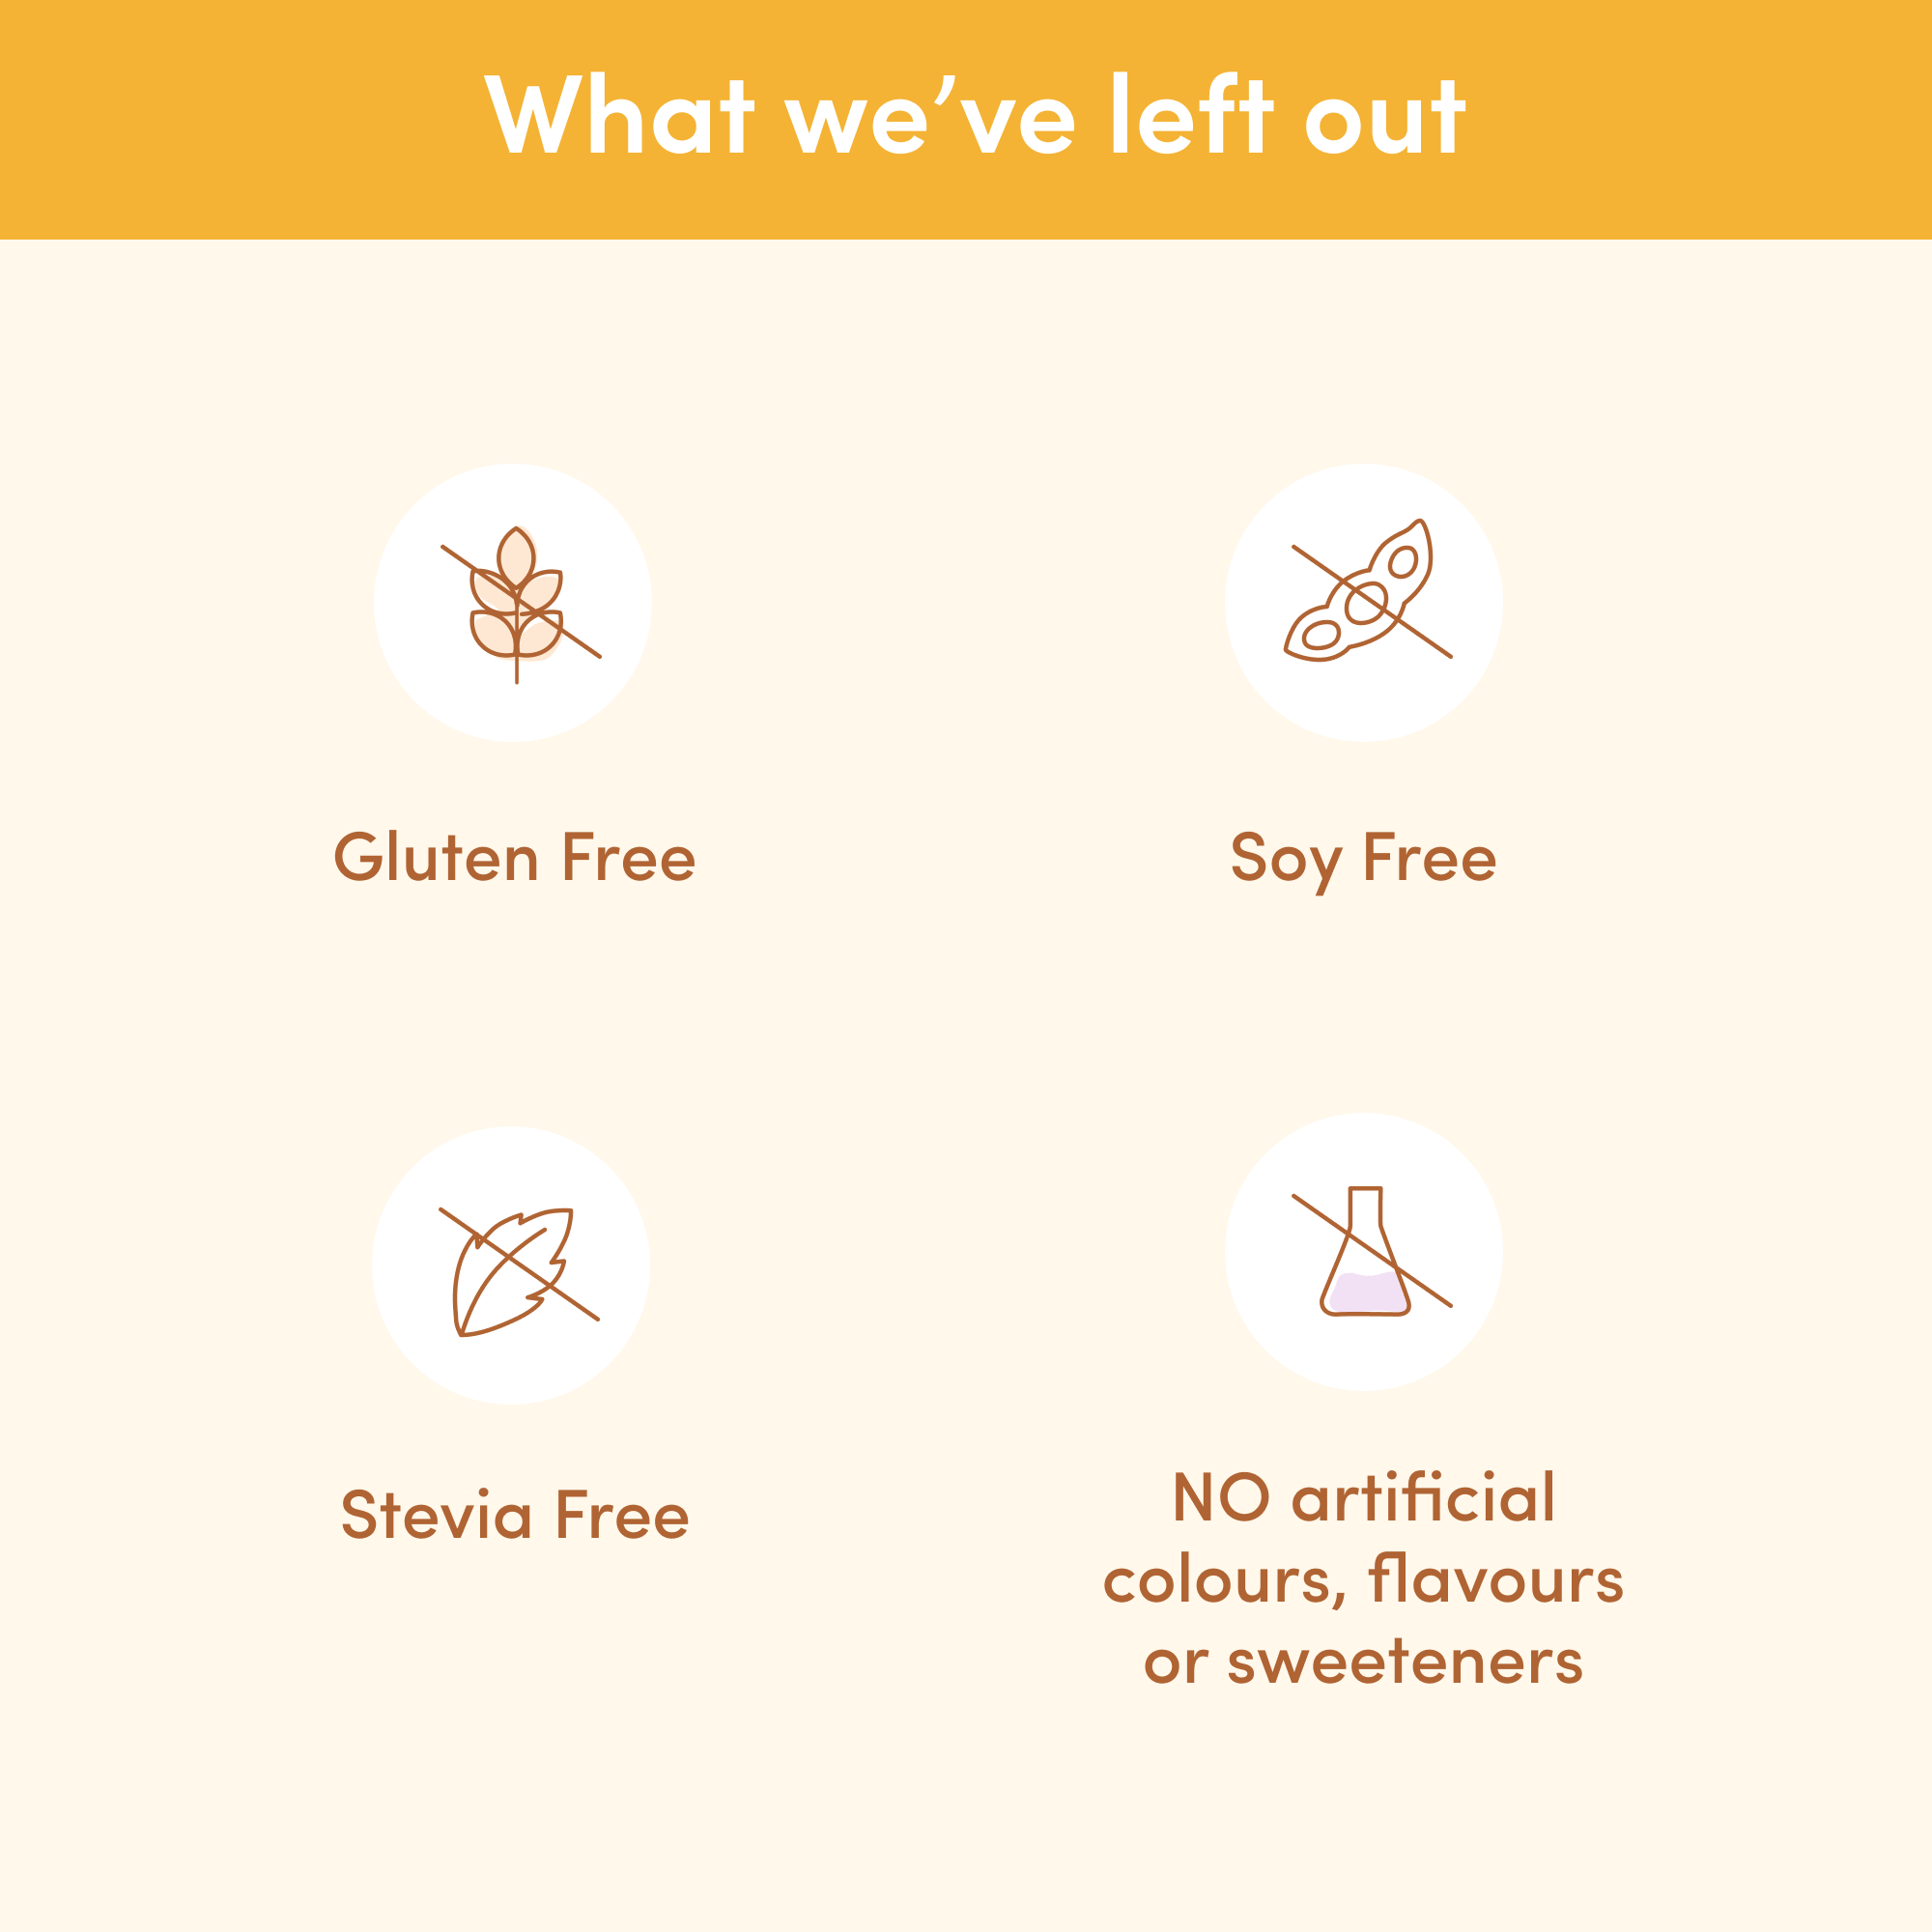 What we’ve left out
Gluten Free
Soy Free
Stevia Free
NO artificial
colours, flavours
or sweeteners